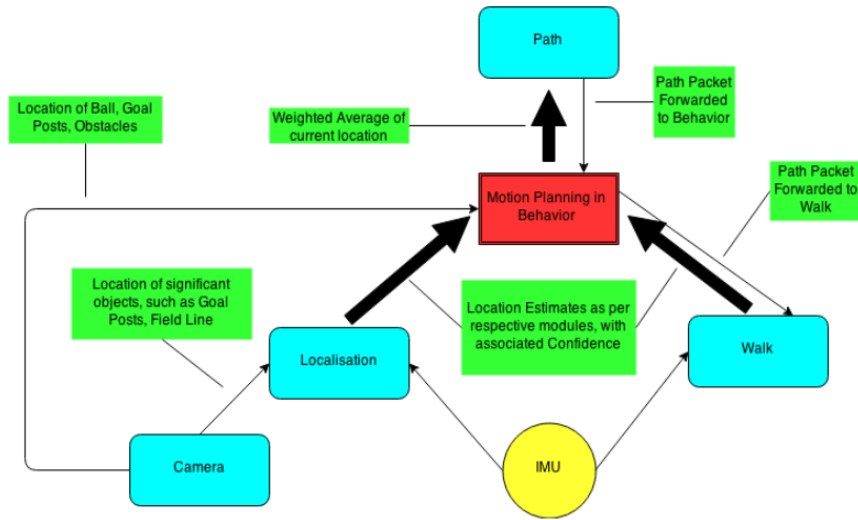 Path
Location of Ball, Goal
Posts, Obstacles
Weighted Average of
current location
Path Packet
Forwarded
to Behavior
Motion Planning in
Behavior
Path Packet
Forwarded to
Walk
Location of significant
objects, such as Goal
Posts, Field Line
Location Estimates as per
respective modules, with
associated Confidence
Localisation
Walk
Camera
IMU